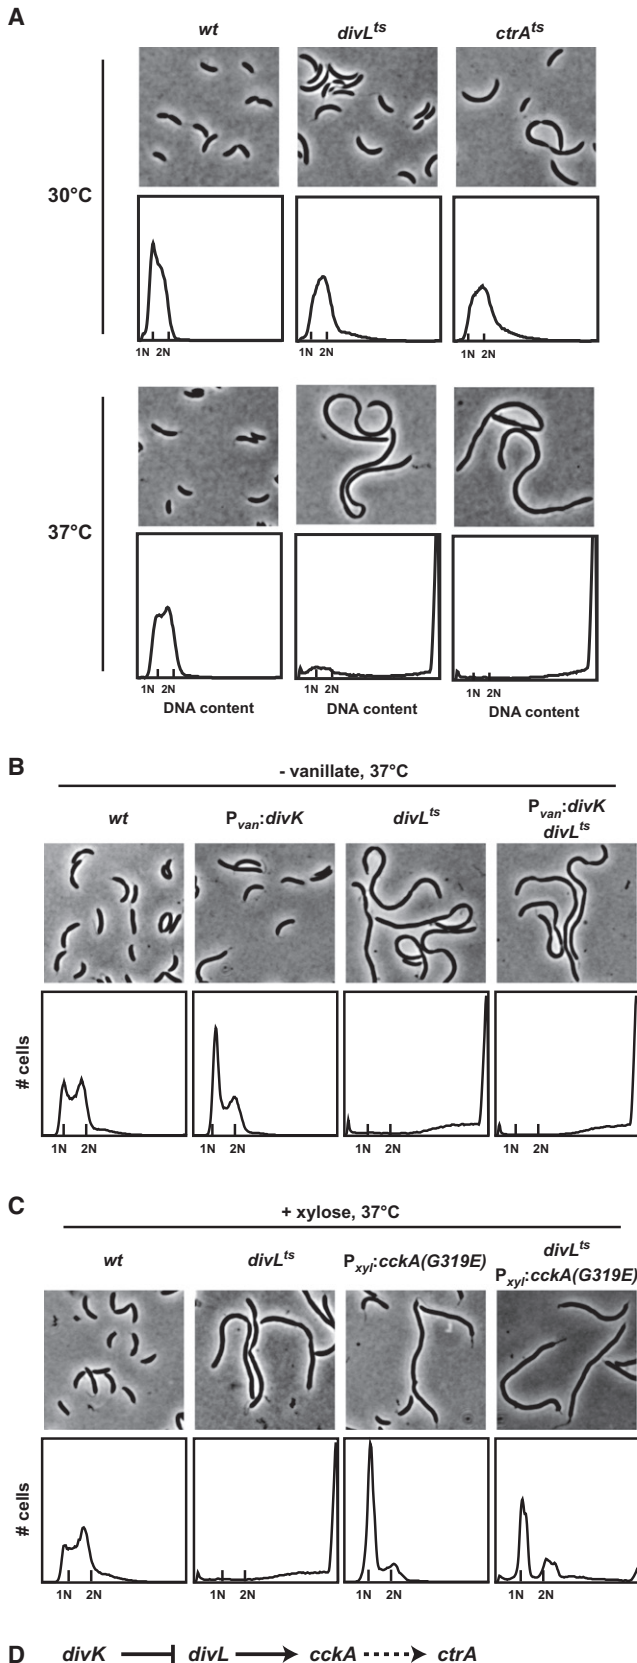 A
wt divL^ts ctrA^ts
30°C
1N 2N 1N 2N 1N 2N
37°C
1N 2N 1N 2N 1N 2N
DNA content DNA content DNA content
B
- vanillate, 37°C
wt P_van:divK divL^ts P_van:divK
divL^ts
# cells
1N 2N 1N 2N 1N 2N 1N 2N
C
+ xylose, 37°C
wt divL^ts P_xyl:cckA(G319E) divL^ts
P_xyl:cckA(G319E)
# cells
1N 2N 1N 2N 1N 2N 1N 2N
D divK divL cckA ctrA